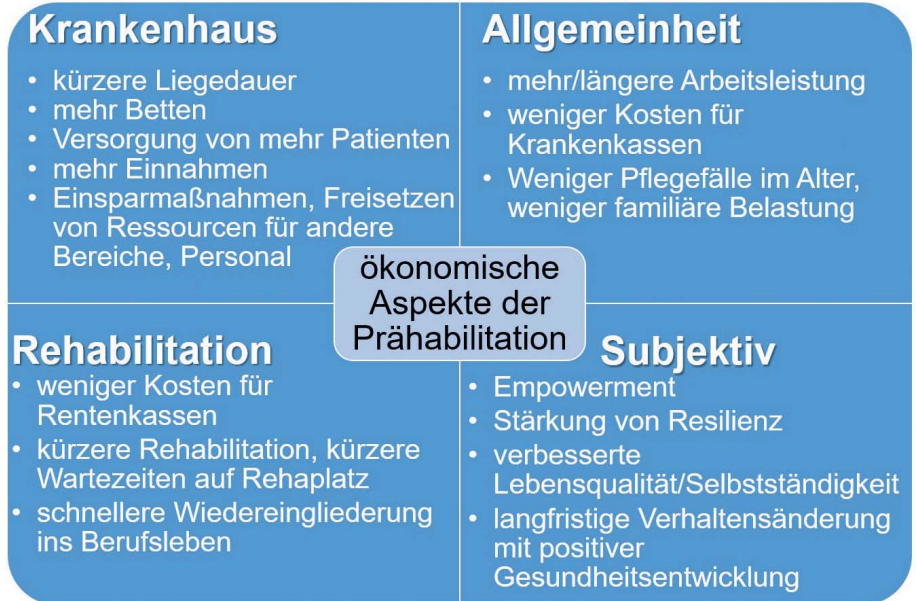 Krankenhaus
• kürzere Liegedauer
• mehr Betten
• Versorgung von mehr Patienten
• mehr Einnahmen
• Einsparmaßnahmen, Freisetzen
von Ressourcen für andere
Bereiche, Personal
Allgemeinheit
• mehr/längere Arbeitsleistung
• weniger Kosten für
Krankenkassen
• Weniger Pflegefälle im Alter,
weniger familiäre Belastung
ökonomische
Aspekte der
Prähabilitation
Rehabilitation
• weniger Kosten für
Rentenkassen
• kürzere Rehabilitation, kürzere
Wartezeiten auf Rehaplatz
• schnellere Wiedereingliederung
ins Berufsleben
Subjektiv
• Empowerment
• Stärkung von Resilienz
• verbesserte
Lebensqualität/Selbstständigkeit
• langfristige Verhaltensänderung
mit positiver
Gesundheitsentwicklung